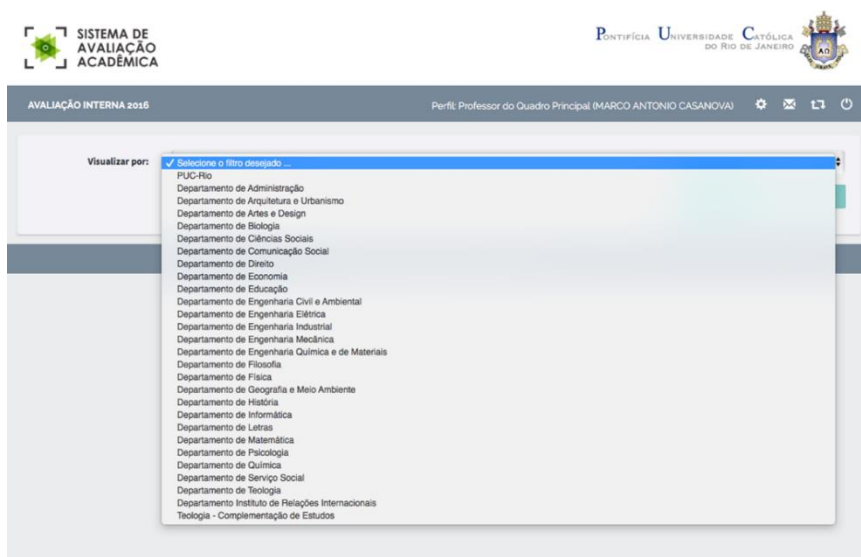 SISTEMA DE
AVALIAÇÃO
ACADÊMICA
PONTIFÍCIA UNIVERSIDADE CATÓLICA
DO RIO DE JANEIRO
AVALIAÇÃO INTERNA 2016
Perfil: Professor do Quadro Principal (MARCO ANTONIO CASANOVA)
Visualizar por:
✓ Selecione o filtro desejado ...
PUC-Rio
Departamento de Administração
Departamento de Arquitetura e Urbanismo
Departamento de Artes e Design
Departamento de Biologia
Departamento de Ciências Sociais
Departamento de Comunicação Social
Departamento de Direito
Departamento de Economia
Departamento de Educação
Departamento de Engenharia Civil e Ambiental
Departamento de Engenharia Elétrica
Departamento de Engenharia Industrial
Departamento de Engenharia Mecânica
Departamento de Engenharia Química e de Materiais
Departamento de Filosofia
Departamento de Física
Departamento de Geografia e Meio Ambiente
Departamento de História
Departamento de Informática
Departamento de Letras
Departamento de Matemática
Departamento de Psicologia
Departamento de Química
Departamento de Serviço Social
Departamento de Teologia
Departamento Instituto de Relações Internacionais
Teologia - Complementação de Estudos